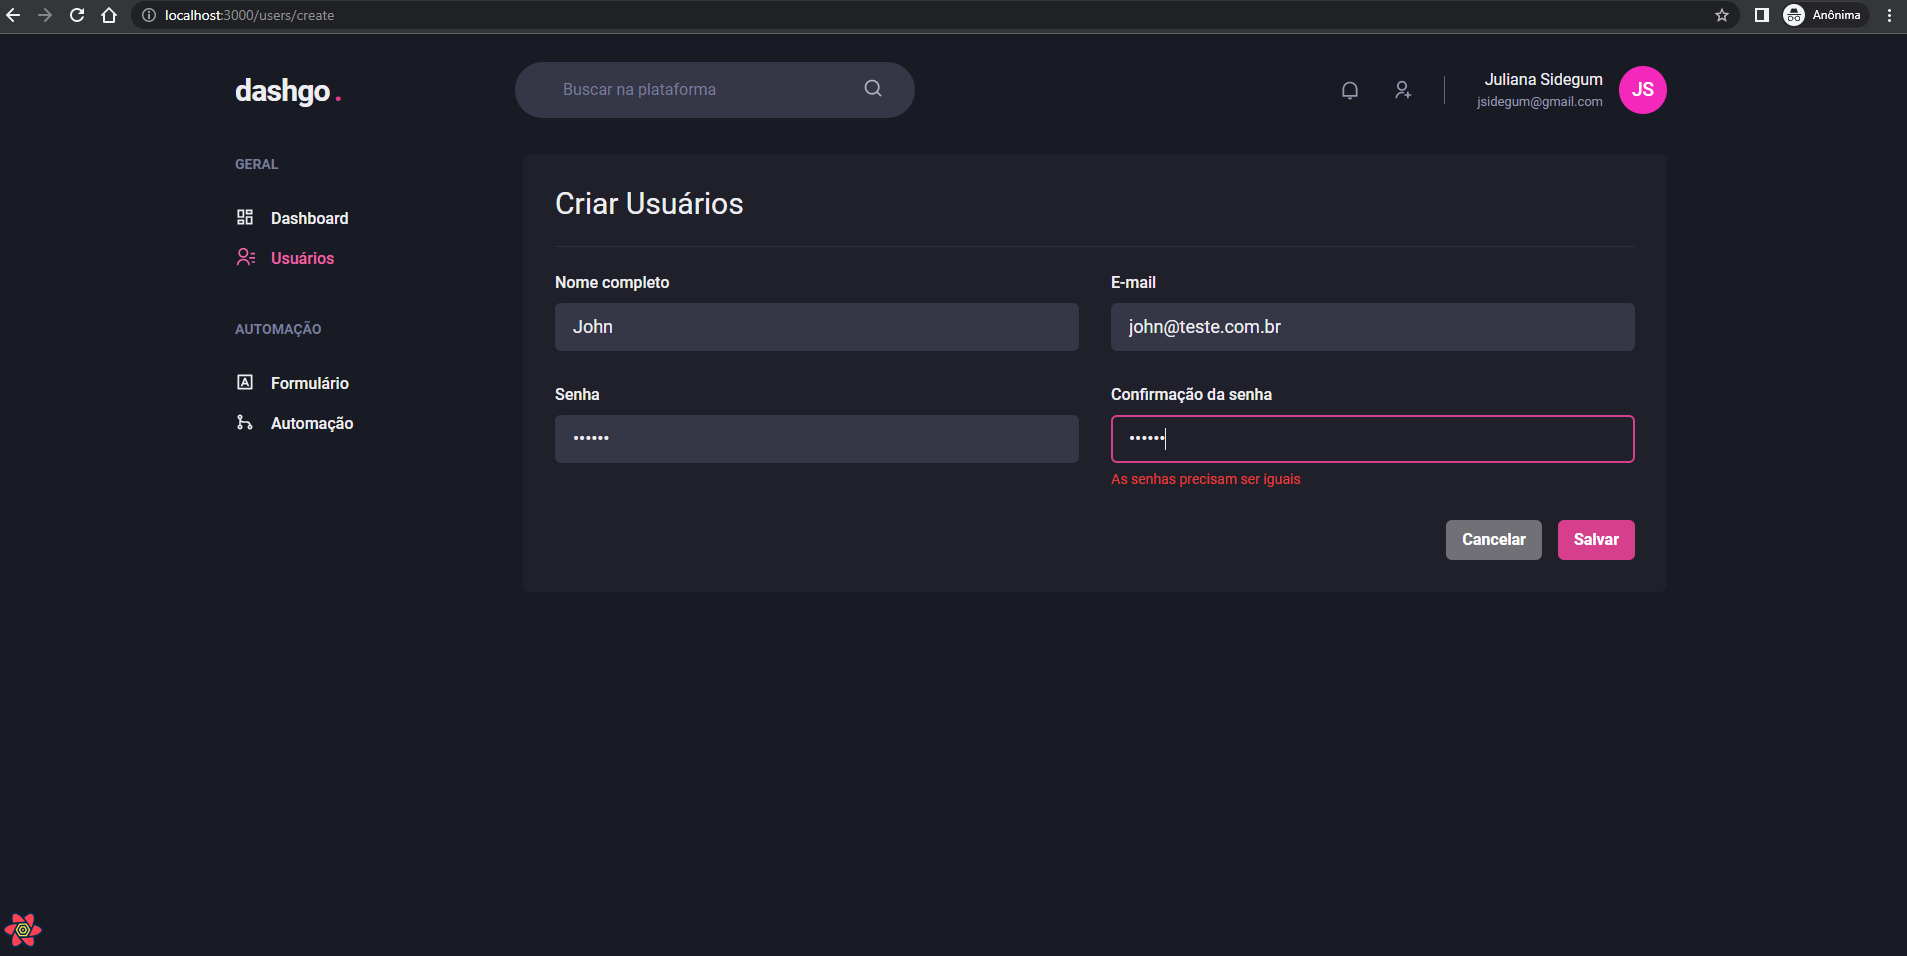 localhost:3000/users/create
Anônima
dashgo.
Buscar na plataforma
Juliana Sidegum
jsidegum@gmail.com
JS
GERAL
Dashboard
Usuários
AUTOMAÇÃO
Formulário
Automação
Criar Usuários
Nome completo
John
E-mail
john@teste.com.br
Senha
••••••
Confirmação da senha
••••••
As senhas precisam ser iguais
Cancelar
Salvar